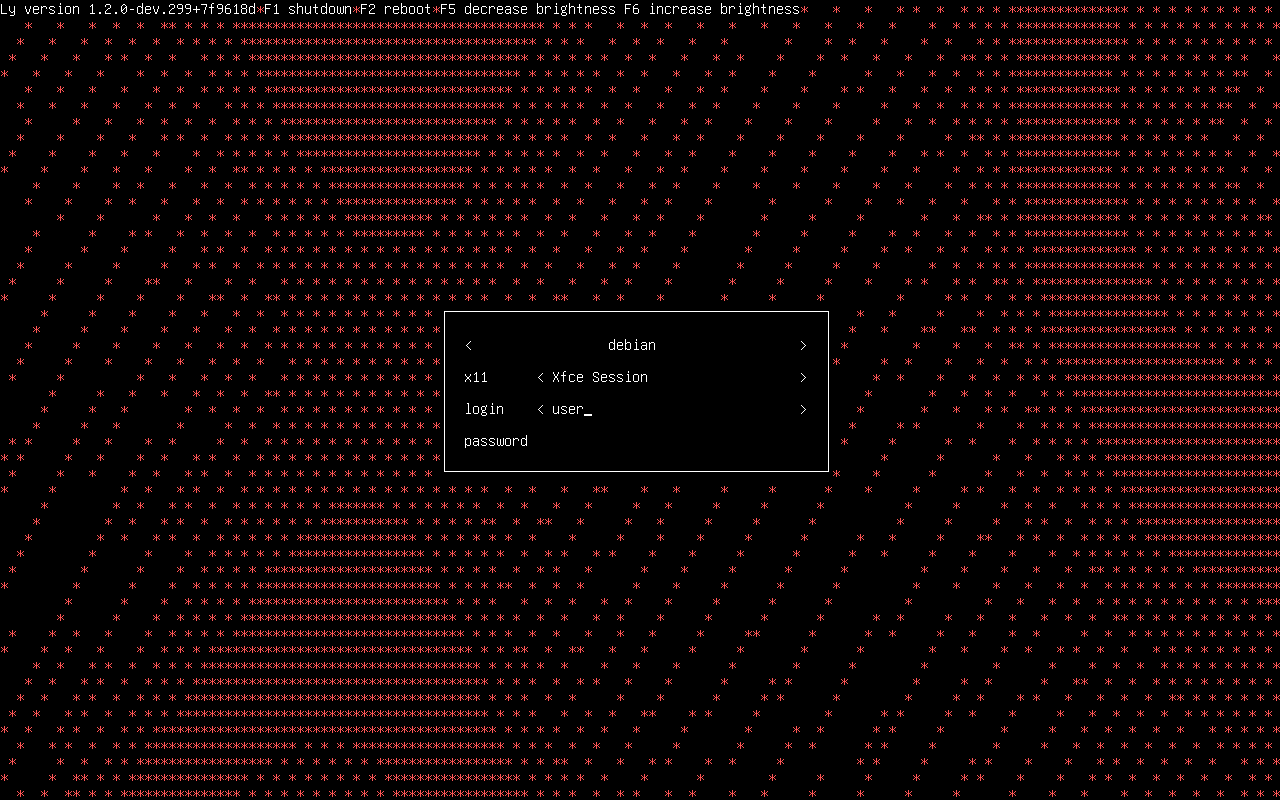 Ly version 1.2.0-dev.299+7f9618d*F1 shutdown*F2 reboot*F5 decrease brightness F6 increase brightness
< debian >
x11 < Xfce Session >
login < user_ >
password